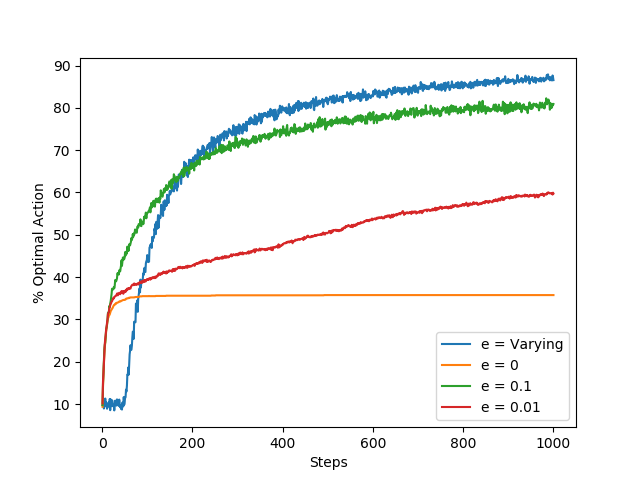 90
80
70
60
50
40
30
20
10
% Optimal Action
e = Varying
e = 0
e = 0.1
e = 0.01
0 200 400 600 800 1000
Steps